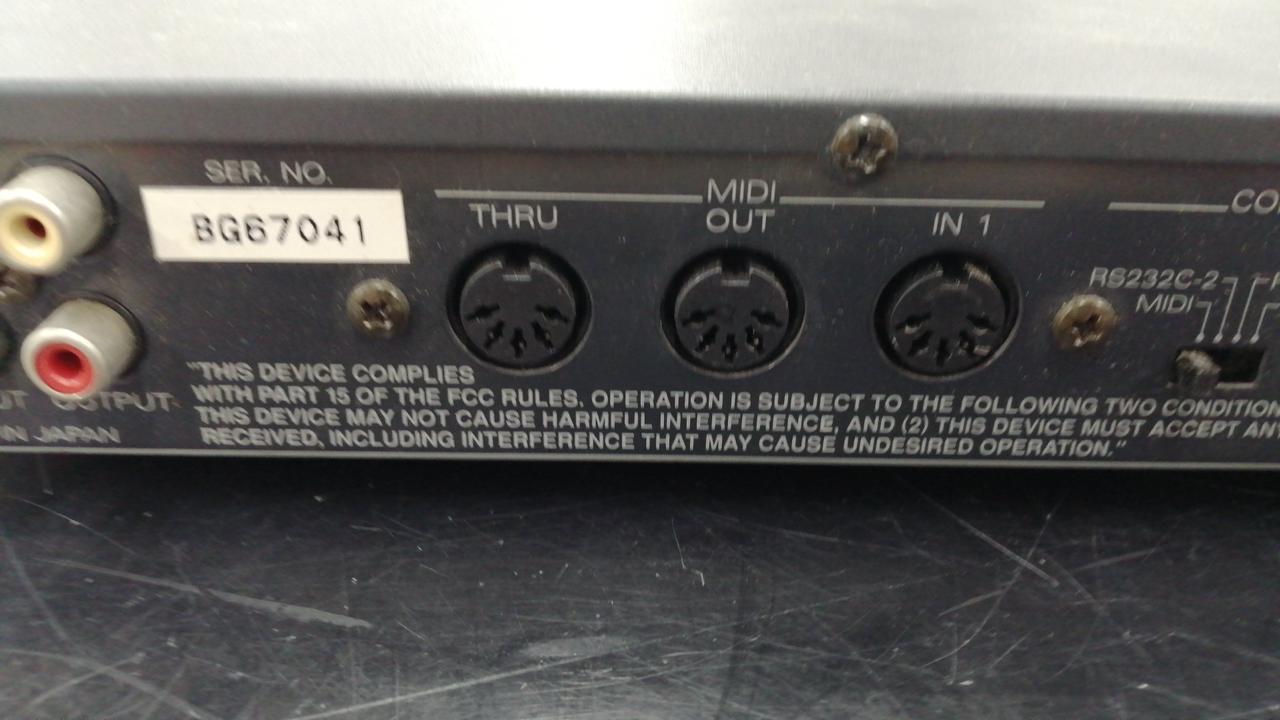 SER. NO.
BG67041
MIDI
THRU
OUT
IN 1
RS232C-2
MIDI
OUTPUT
IN JAPAN
"THIS DEVICE COMPLIES
WITH PART 15 OF THE FCC RULES. OPERATION IS SUBJECT TO THE FOLLOWING TWO CONDITION
THIS DEVICE MAY NOT CAUSE HARMFUL INTERFERENCE, AND (2) THIS DEVICE MUST ACCEPT ANY
RECEIVED, INCLUDING INTERFERENCE THAT MAY CAUSE UNDESIRED OPERATION."